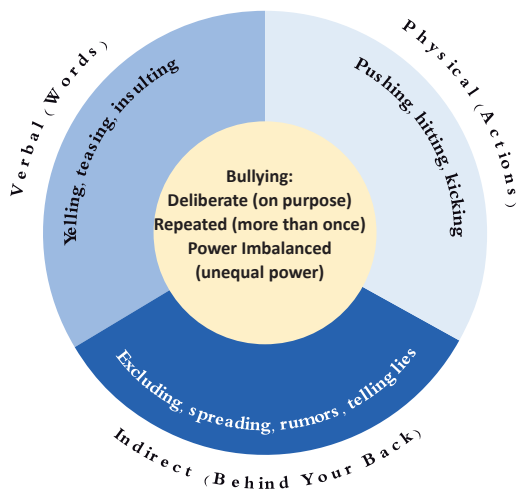 Verbal (Words)
Yelling, teasing, insulting
Physical (Actions)
Pushing, hitting, kicking
Bullying:
Deliberate (on purpose)
Repeated (more than once)
Power Imbalanced
(unequal power)
Excluding, spreading, rumors, telling lies
Indirect (Behind Your Back)